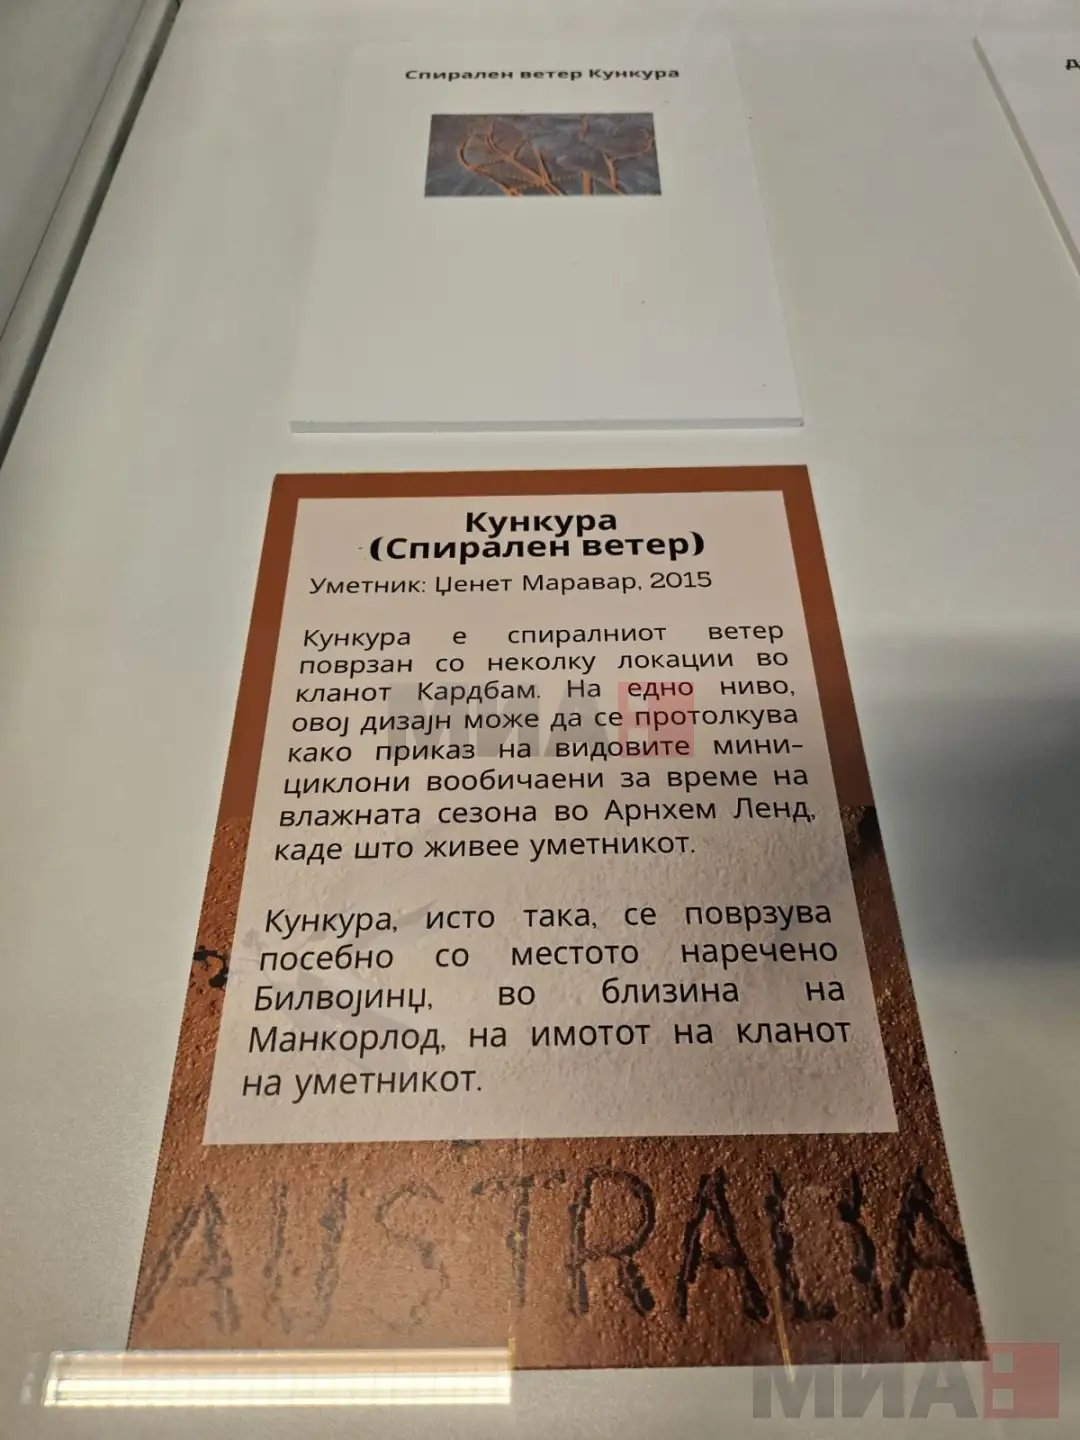 Спирален ветер Кункура
Д
Кункура
(Спирален ветер)
Уметник: Џенет Маравар, 2015
Кункура е спиралниот ветер
поврзан со неколку локации во
кланот Кардбам. На едно ниво,
овој дизајн може да се протолкува
како приказ на видовите мини-
циклони вообичаени за време на
влажната сезона во Арнхем Ленд,
каде што живее уметникот.
Кункура, исто така, се поврзува
посебно со местото наречено
Билвојинџ, во близина на
Манкорлод, на имотот на кланот
на уметникот.
AUSTRALIA
МИА
МИА